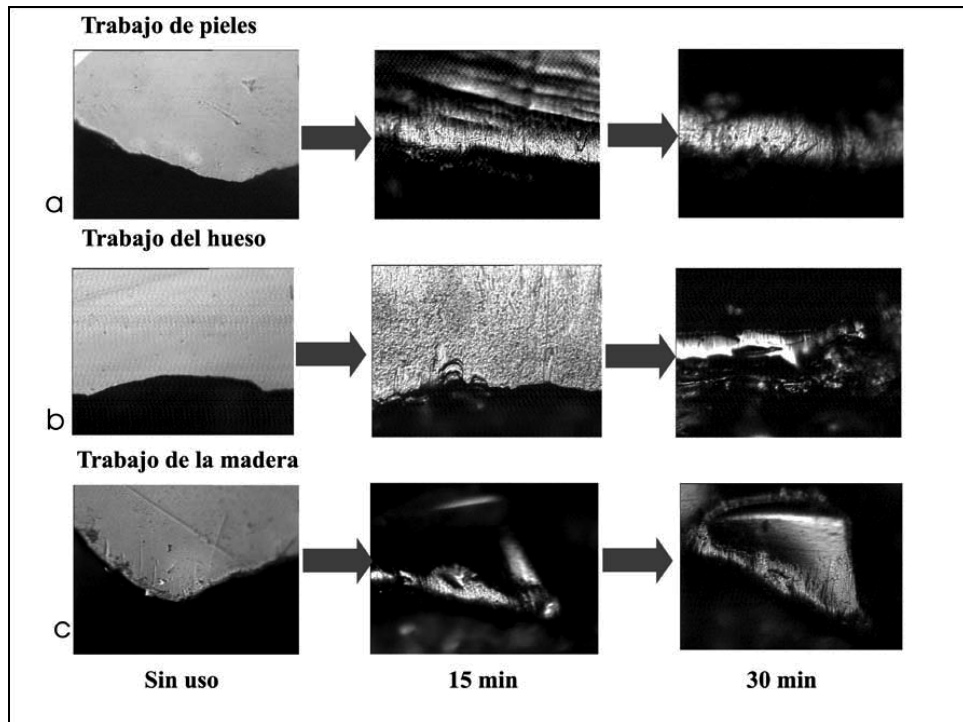 Trabajo de pieles
a
Trabajo del hueso
b
Trabajo de la madera
c
Sin uso
15 min
30 min